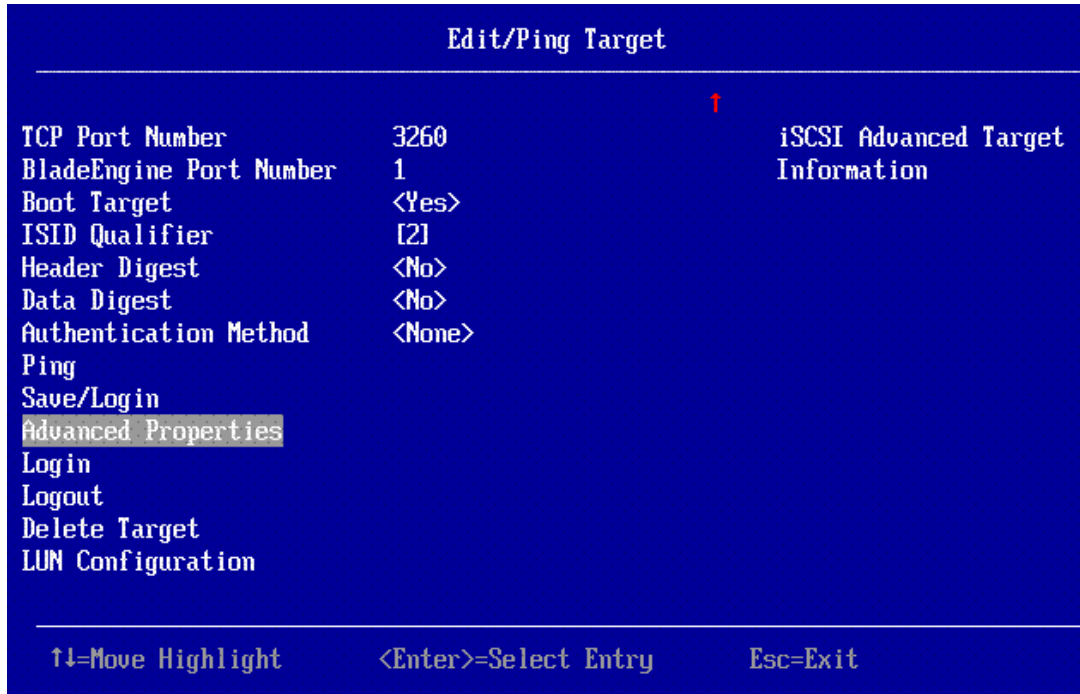 Edit/Ping Target
↑
TCP Port Number 3260 iSCSI Advanced Target
BladeEngine Port Number 1 Information
Boot Target <Yes>
ISID Qualifier [2]
Header Digest <No>
Data Digest <No>
Authentication Method <None>
Ping
Save/Login
Advanced Properties
Login
Logout
Delete Target
LUN Configuration
↑↓=Move Highlight <Enter>=Select Entry Esc=Exit